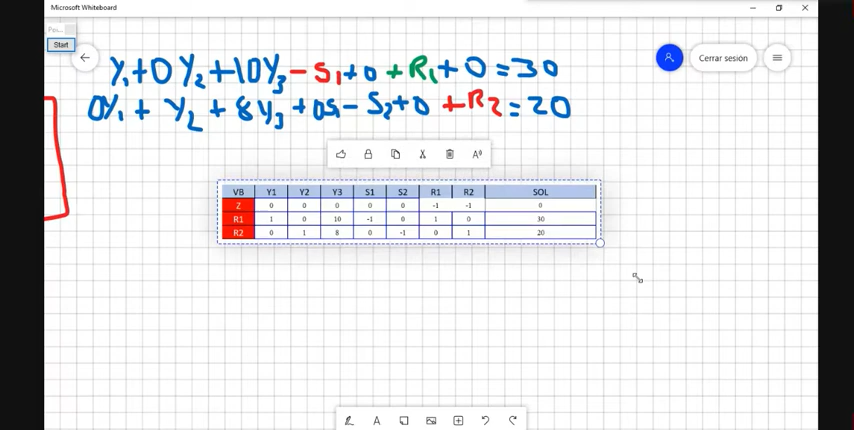 Microsoft Whiteboard
Start
Cerrar sesión
Y1+0Y2+10Y3-S1+0+R1+0=30
0Y1+Y2+8Y3+0S1-S2+0+R2=20
VB Y1 Y2 Y3 S1 S2 R1 R2 SOL
Z 0 0 0 0 0 -1 -1 0
R1 1 0 10 -1 0 1 0 30
R2 0 1 8 0 -1 0 1 20